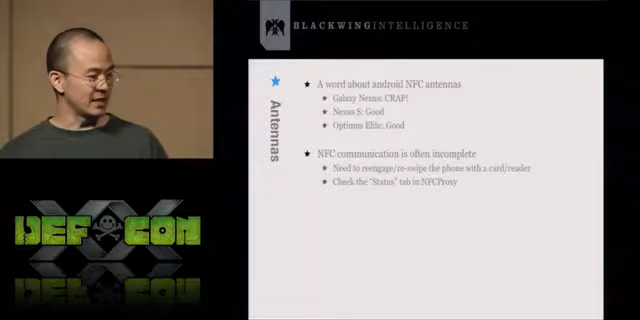 BLACKWINGINTELLIGENCE
Antennas
A word about android NFC antennas
Galaxy Nexus: CRAP!
Nexus S: Good
Optimus Elite: Good
NFC communication is often incomplete
Need to reengage/re-swipe the phone with a card/reader
Check the “Status” tab in NFCProxy
DEF CON
XX